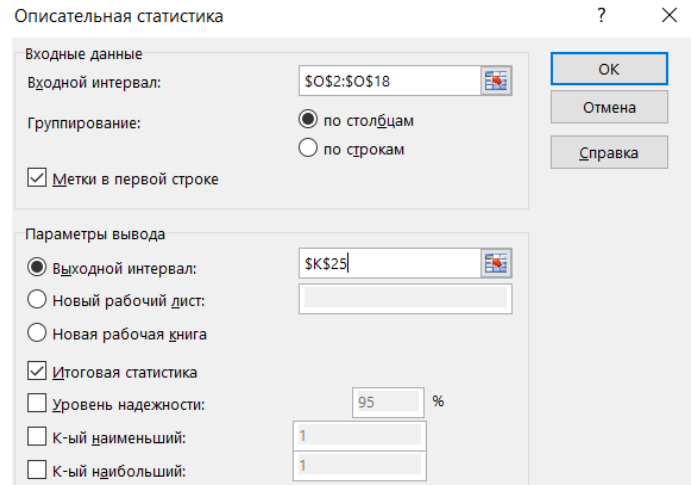 Описательная статистика ? ×
Входные данные
Входной интервал: $O$2:$O$18
ОК
Отмена
Группирование: по столбцам
по строкам
Справка
Метки в первой строке
Параметры вывода
Выходной интервал: $K$25
Новый рабочий лист:
Новая рабочая книга
Итоговая статистика
Уровень надежности: 95 %
К-ый наименьший: 1
К-ый наибольший: 1